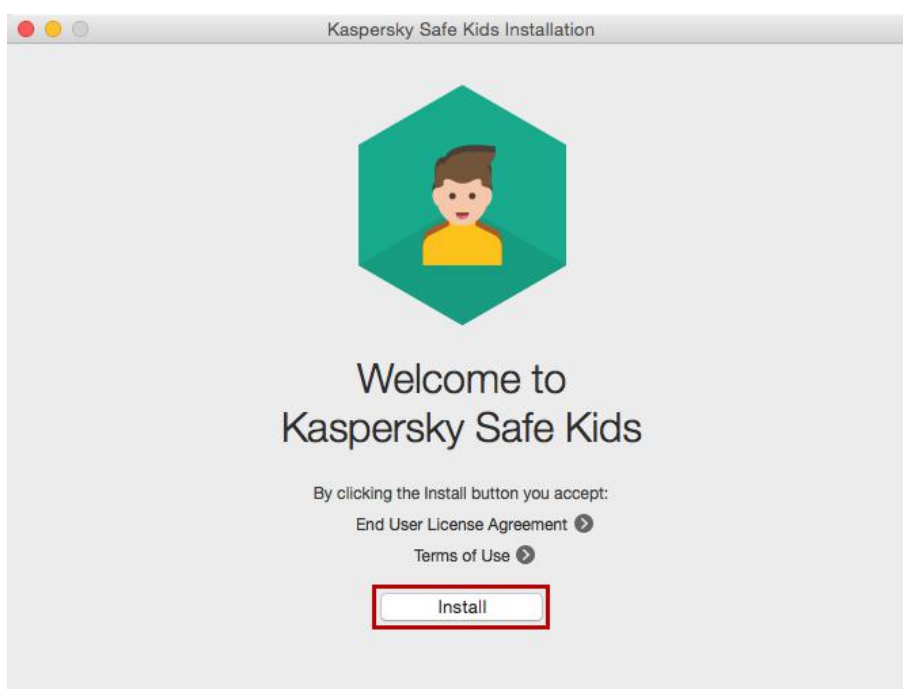 Kaspersky Safe Kids Installation
Welcome to
Kaspersky Safe Kids
By clicking the Install button you accept:
End User License Agreement
Terms of Use
Install